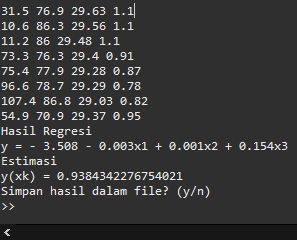 31.5 76.9 29.63 1.1
10.6 86.3 29.56 1.1
11.2 86 29.48 1.1
73.3 76.3 29.4 0.91
75.4 77.9 29.28 0.87
96.6 78.7 29.29 0.78
107.4 86.8 29.03 0.82
54.9 70.9 29.37 0.95
Hasil Regresi
y = - 3.508 - 0.003x1 + 0.001x2 + 0.154x3
Estimasi
y(xk) = 0.9384342276754021
Simpan hasil dalam file? (y/n)
>>